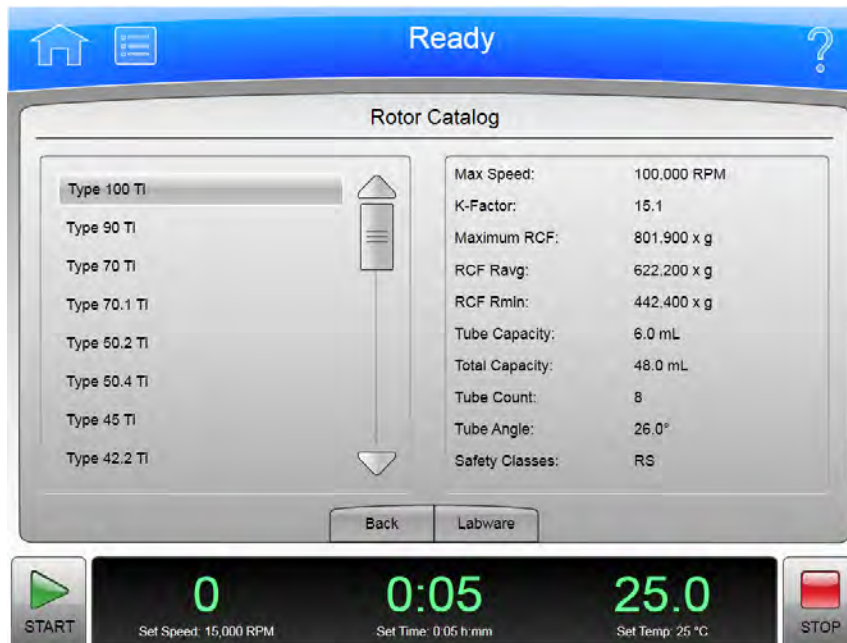 Ready
?
Rotor Catalog
Type 100 Ti
Type 90 Ti
Type 70 Ti
Type 70.1 Ti
Type 50.2 Ti
Type 50.4 Ti
Type 45 Ti
Type 42.2 Ti
Max Speed: 100,000 RPM
K-Factor: 15.1
Maximum RCF: 801,900 x g
RCF Ravg: 622,200 x g
RCF Rmin: 442,400 x g
Tube Capacity: 6.0 mL
Total Capacity: 48.0 mL
Tube Count: 8
Tube Angle: 26.0°
Safety Classes: RS
Back Labware
START
0
Set Speed: 15,000 RPM
0:05
Set Time: 0:05 h:mm
25.0
Set Temp: 25 °C
STOP